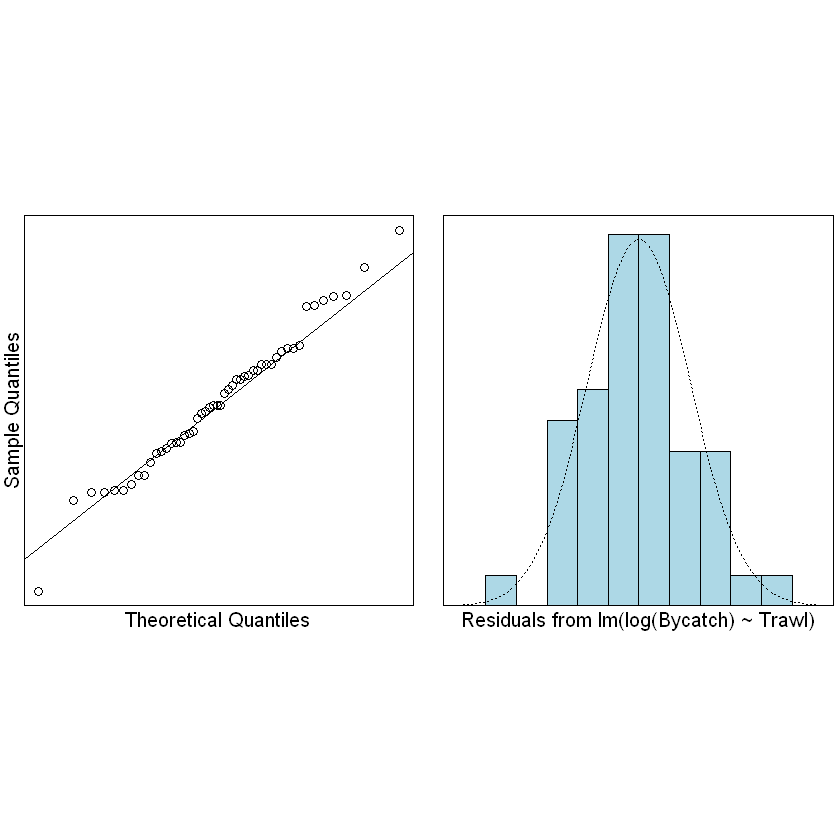 Sample Quantiles
Theoretical Quantiles
Residuals from lm(log(Bycatch) ~ Trawl)